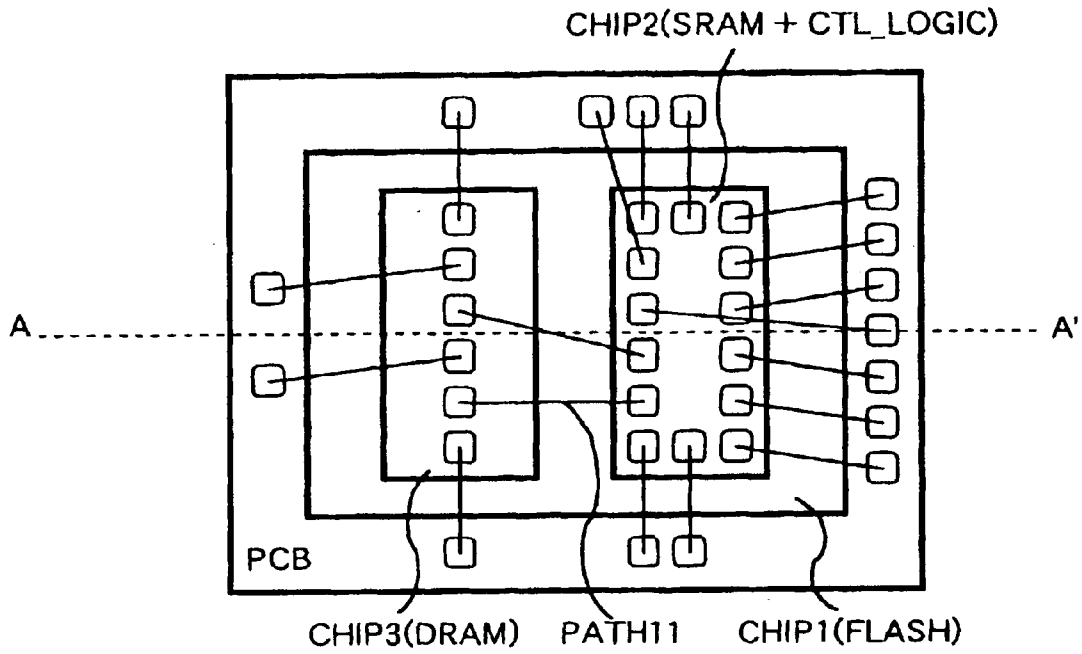 CHIP2(SRAM + CTL_LOGIC)
A
A'
PCB
CHIP3(DRAM)
PATH11
CHIP1(FLASH)